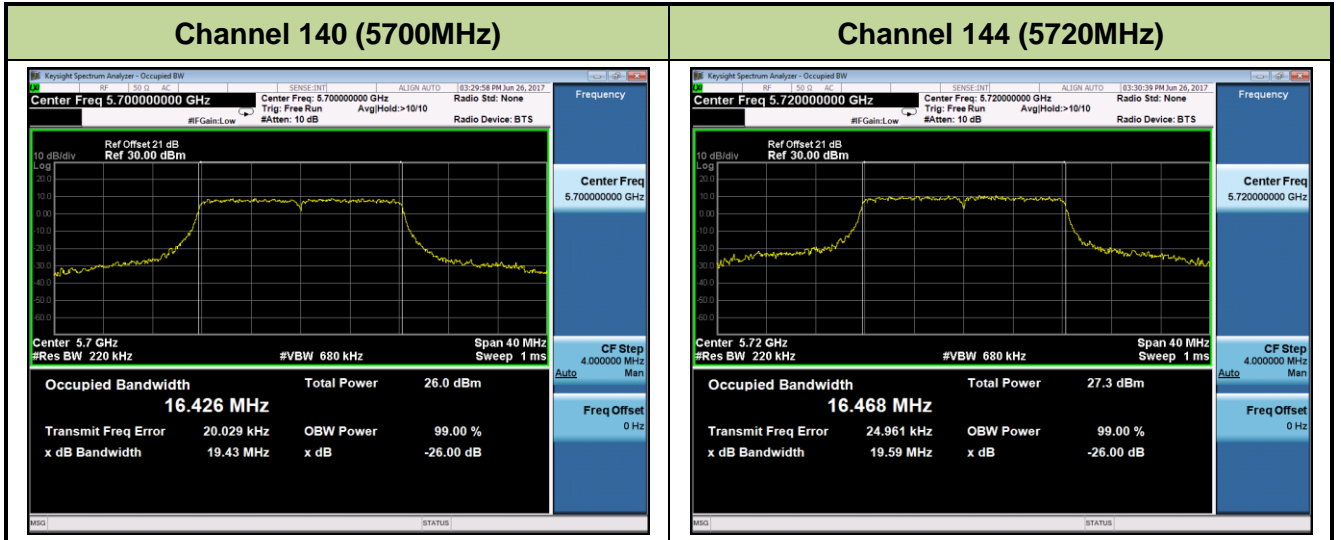 Channel 140 (5700MHz)
Channel 144 (5720MHz)
Keysight Spectrum Analyzer - Occupied BW
RF 50 Ω AC SENSE:INT ALIGN AUTO 03:29:58 PM Jun 26, 2017
Center Freq 5.700000000 GHz
Center Freq: 5.700000000 GHz
Radio Std: None
Trig: Free Run Avg|Hold:>10/10
#IFGain:Low #Atten: 10 dB Radio Device: BTS
Ref Offset 21 dB
10 dB/div Ref 30.00 dBm
Log
20.0
10.0
0.00
-10.0
-20.0
-30.0
-40.0
-50.0
-60.0
Center 5.7 GHz Span 40 MHz
#Res BW 220 kHz #VBW 680 kHz Sweep 1 ms
Occupied Bandwidth Total Power 26.0 dBm
16.426 MHz
Transmit Freq Error 20.029 kHz OBW Power 99.00 %
x dB Bandwidth 19.43 MHz x dB -26.00 dB
MSG STATUS
Frequency
Center Freq
5.700000000 GHz
CF Step
4.000000 MHz
Auto Man
Freq Offset
0 Hz
Keysight Spectrum Analyzer - Occupied BW
RF 50 Ω AC SENSE:INT ALIGN AUTO 03:30:39 PM Jun 26, 2017
Center Freq 5.720000000 GHz
Center Freq: 5.720000000 GHz
Radio Std: None
Trig: Free Run Avg|Hold:>10/10
#IFGain:Low #Atten: 10 dB Radio Device: BTS
Ref Offset 21 dB
10 dB/div Ref 30.00 dBm
Log
20.0
10.0
0.00
-10.0
-20.0
-30.0
-40.0
-50.0
-60.0
Center 5.72 GHz Span 40 MHz
#Res BW 220 kHz #VBW 680 kHz Sweep 1 ms
Occupied Bandwidth Total Power 27.3 dBm
16.468 MHz
Transmit Freq Error 24.961 kHz OBW Power 99.00 %
x dB Bandwidth 19.59 MHz x dB -26.00 dB
MSG STATUS
Frequency
Center Freq
5.720000000 GHz
CF Step
4.000000 MHz
Auto Man
Freq Offset
0 Hz